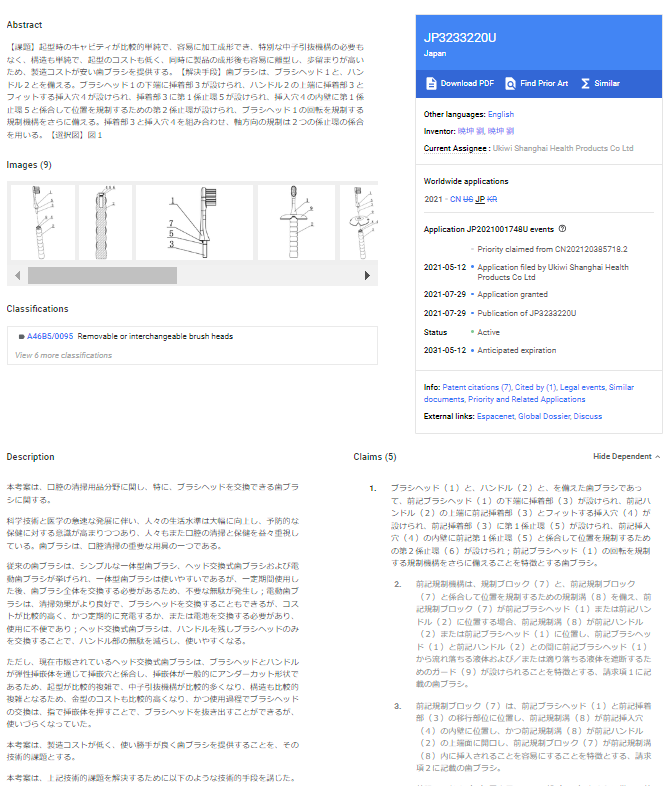 Abstract
【課題】起型時のキャビティが比較的単純で、容易に加工成形でき、特別な中子引抜機構の必要も
なく、構造も単純で、起型のコストも低く、同時に製品の成形後も容易に離型し、歩留まりが高い
ため、製造コストが安い歯ブラシを提供する。【解決手段】歯ブラシは、ブラシヘッド１と、ハン
ドル２とを備える。ブラシヘッド１の下端に挿着部３が設けられ、ハンドル２の上端に挿着部３と
フィットする挿入穴４が設けられ、挿着部３に第１係止環５が設けられ、挿入穴４の内壁に第１係
止環５と係合して位置を規制するための第２係止環が設けられ、ブラシヘッド１の回転を規制する
規制機構をさらに備える。挿着部３と挿入穴４を組み合わせ、軸方向の規制は２つの係止環の係合
を用いる。【選択図】図１
Images (9)
1
7
5
3
Classifications
A46B5/0095 Removable or interchangeable brush heads
View 6 more classifications
JP3233220U
Japan
Download PDF
Find Prior Art
Similar
Other languages: English
Inventor: 曉坤 劉, 曉坤 劉
Current Assignee : Ukiwi Shanghai Health Products Co Ltd
Worldwide applications
2021 - CN US JP KR
Application JP2021001748U events
Priority claimed from CN202120385718.2
2021-05-12 Application filed by Ukiwi Shanghai Health
Products Co Ltd
2021-07-29 Application granted
2021-07-29 Publication of JP3233220U
Status Active
2031-05-12 Anticipated expiration
Info: Patent citations (7), Cited by (1), Legal events, Similar
documents, Priority and Related Applications
External links: Espacenet, Global Dossier, Discuss
Description
本考案は、口腔の清掃用品分野に関し、特に、ブラシヘッドを交換できる歯ブラ
シに関する。
科学技術と医学の急速な発展に伴い、人々の生活水準は大幅に向上し、予防的な
保健に対する意識が高まりつつあり、人々もまた口腔の清掃と保健を益々重視し
ている。歯ブラシは、口腔清掃の重要な用具の一つである。
従来の歯ブラシは、シンプルな一体型歯ブラシ、ヘッド交換式歯ブラシおよび電
動歯ブラシが挙げられ、一体型歯ブラシは使いやすいであるが、一定期間使用し
た後、歯ブラシ全体を交換する必要があるため、不要な無駄が発生し；電動歯ブ
ラシは、清掃効果がより良好で、ブラシヘッドを交換することもできるが、コス
トが比較的高く、かつ定期的に充電するか、または電池を交換する必要があり、
使用に不便であり；ヘッド交換式歯ブラシは、ハンドルを残しブラシヘッドのみ
を交換することで、ハンドル部の無駄を減らし、使いやすくなる。
ただし、現在市販されているヘッド交換式歯ブラシは、ブラシヘッドとハンドル
が弾性挿嵌体を通じて挿嵌穴と係合し、挿嵌体が一般的にアンダーカット形状で
あるため、起型が比較的複雑で、中子引抜機構が比較的多くなり、構造も比較的
複雑となるため、金型のコストも比較的高くなり、かつ使用過程でブラシヘッド
の交換は、指で挿嵌体を押すことで、ブラシヘッドを抜き出すことができるが、
使いづらくなっていた。
本考案は、製造コストが低く、使い勝手が良く歯ブラシを提供することを、その
技術的課題とする。
本考案は、上記技術的課題を解決するために以下のような技術的手段を講じた。
Claims (5)
Hide Dependent
1. ブラシヘッド（１）と、ハンドル（２）と、を備えた歯ブラシであっ
て、前記ブラシヘッド（１）の下端に挿着部（３）が設けられ、前記ハ
ンドル（２）の上端に前記挿着部（３）とフィットする挿入穴（４）が
設けられ、前記挿着部（３）に第１係止環（５）が設けられ、前記挿入
穴（４）の内壁に前記第１係止環（５）と係合して位置を規制するため
の第２係止環（６）が設けられ；前記ブラシヘッド（１）の回転を規制
する規制機構をさらに備えることを特徴とする歯ブラシ。
2. 前記規制機構は、規制ブロック（７）と、前記規制ブロック
（７）と係合して位置を規制するための規制溝（８）を備え、前
記規制ブロック（７）が前記ブラシヘッド（１）または前記ハン
ドル（２）に位置する場合、前記規制溝（８）が前記ハンドル
（２）または前記ブラシヘッド（１）に位置し、前記ブラシヘッ
ド（１）と前記ハンドル（２）との間に前記ブラシヘッド（１）
から流れ落ちる液体および／または滴り落ちる液体を遮断するた
めのガード（９）が設けられることを特徴とする、請求項１に記
載の歯ブラシ。
3. 前記規制ブロック（７）は、前記ブラシヘッド（１）と前記挿着
部（３）の移行部位に位置し、前記規制溝（８）が前記挿入穴
（４）の内壁に位置し、かつ前記規制溝（８）が前記ハンドル
（２）の上端面に開口し、前記規制ブロック（７）が前記規制溝
（８）内に挿入されることを容易にすることを特徴とする、請求
項２に記載の歯ブラシ。